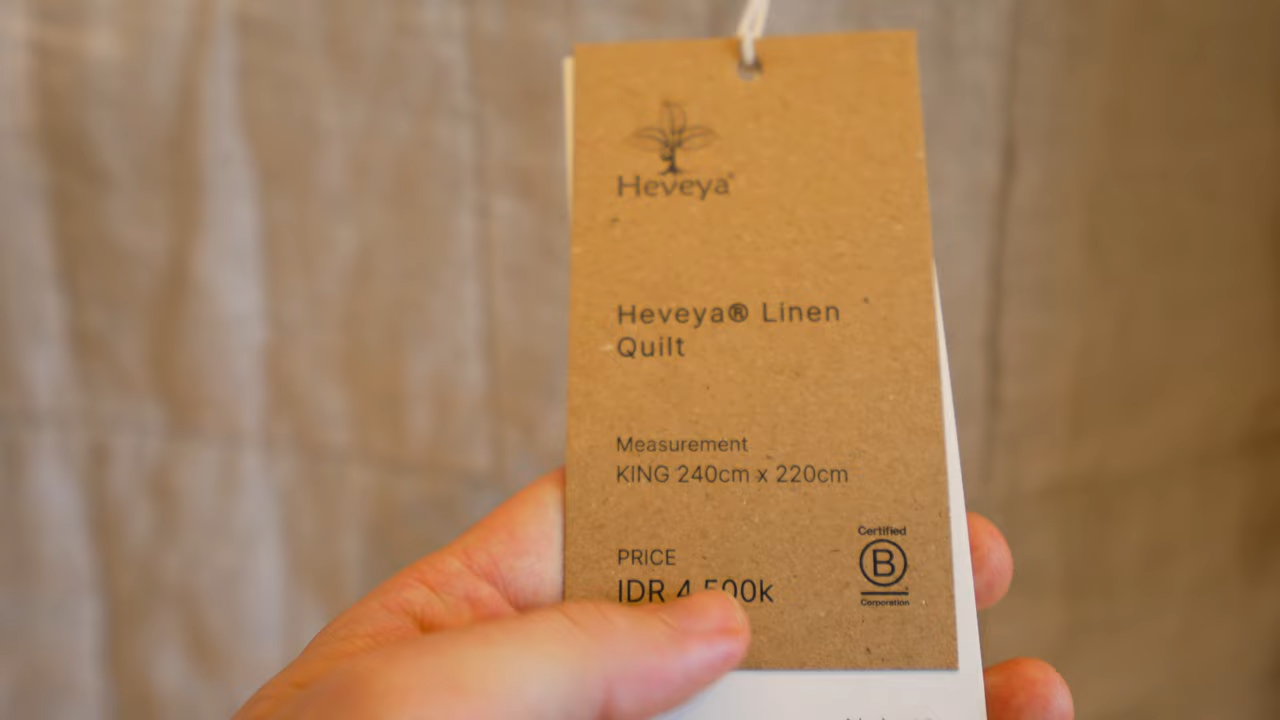 Heveya®
Heveya® Linen
Quilt
Measurement
KING 240cm x 220cm
Certified
B
Corporation
PRICE
IDR 4,500k